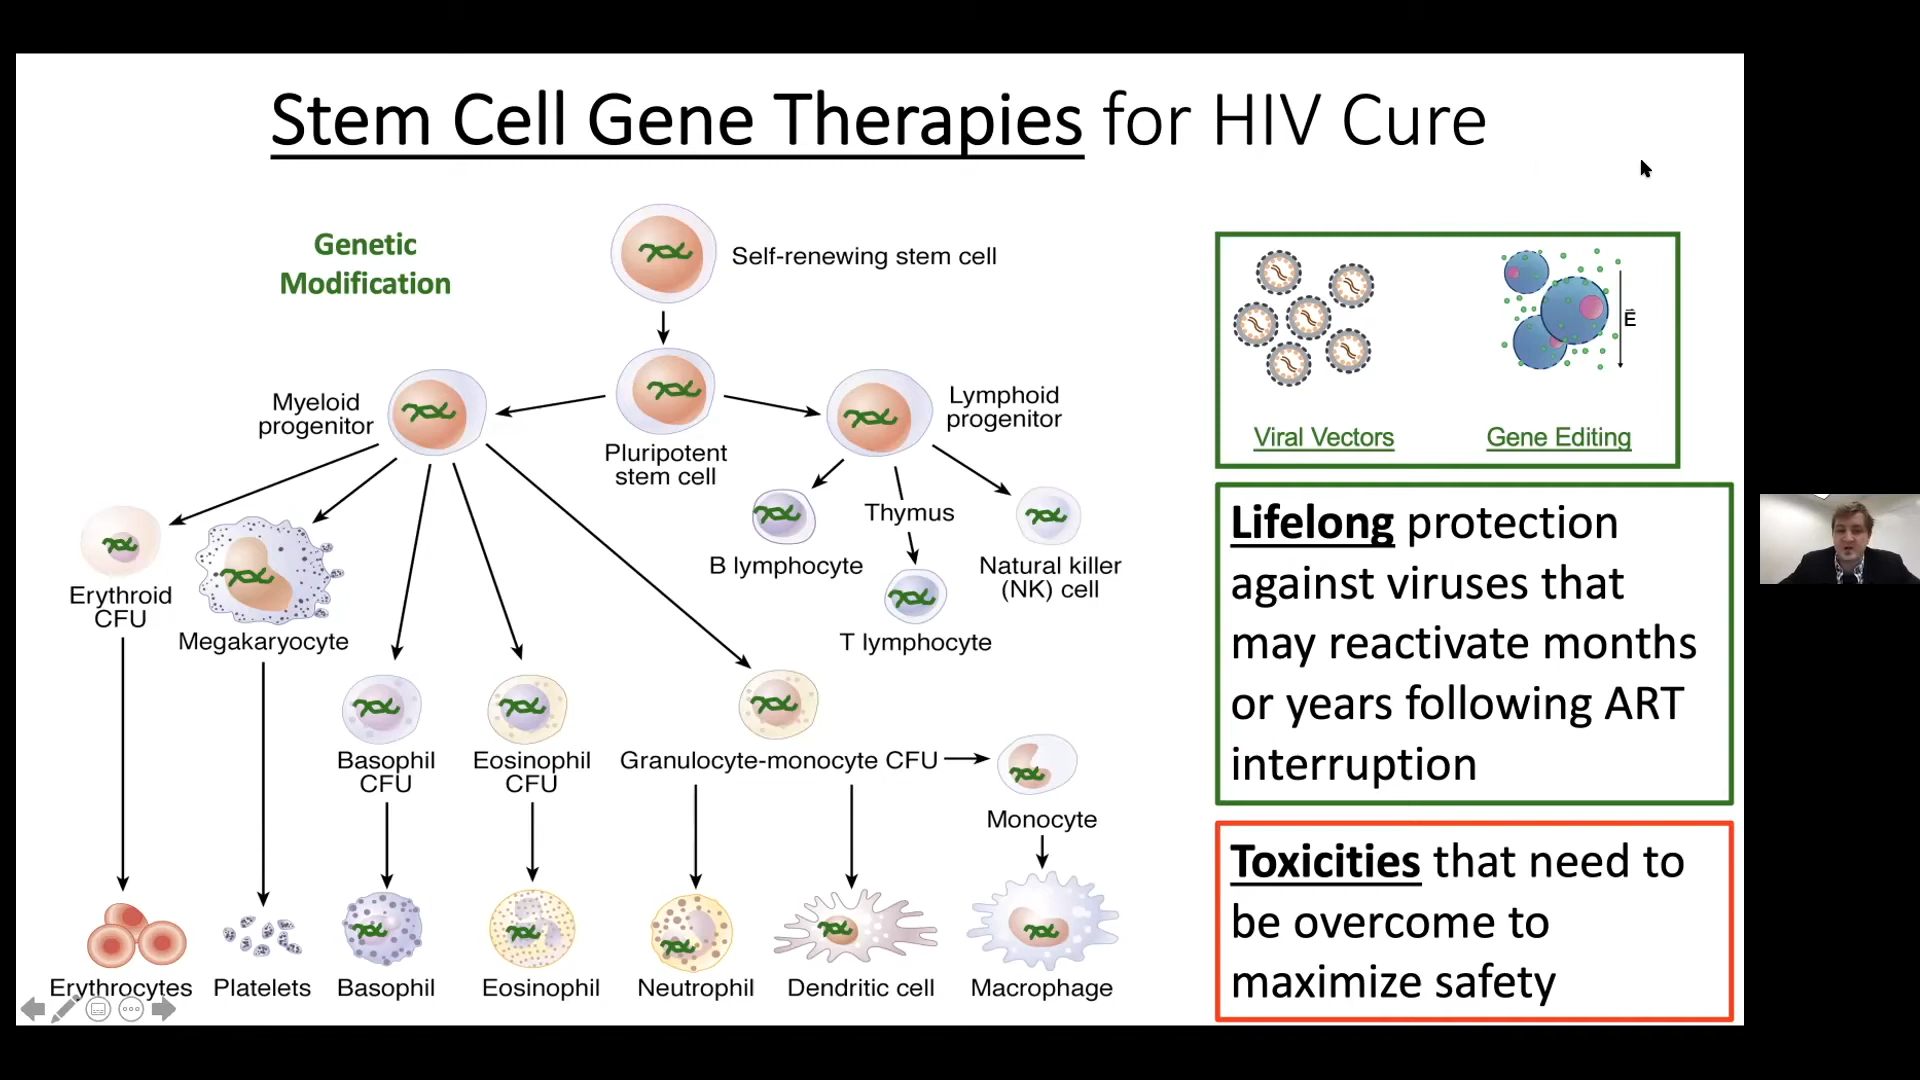 Stem Cell Gene Therapies for HIV Cure
Genetic
Modification
Self-renewing stem cell
Myeloid
progenitor
Pluripotent
stem cell
Lymphoid
progenitor
B lymphocyte
Thymus
T lymphocyte
Natural killer
(NK) cell
Erythroid
CFU
Megakaryocyte
Basophil
CFU
Eosinophil
CFU
Granulocyte-monocyte CFU
Monocyte
Erythrocytes
Platelets
Basophil
Eosinophil
Neutrophil
Dendritic cell
Macrophage
E
Viral Vectors
Gene Editing
Lifelong protection
against viruses that
may reactivate months
or years following ART
interruption
Toxicities that need to
be overcome to
maximize safety